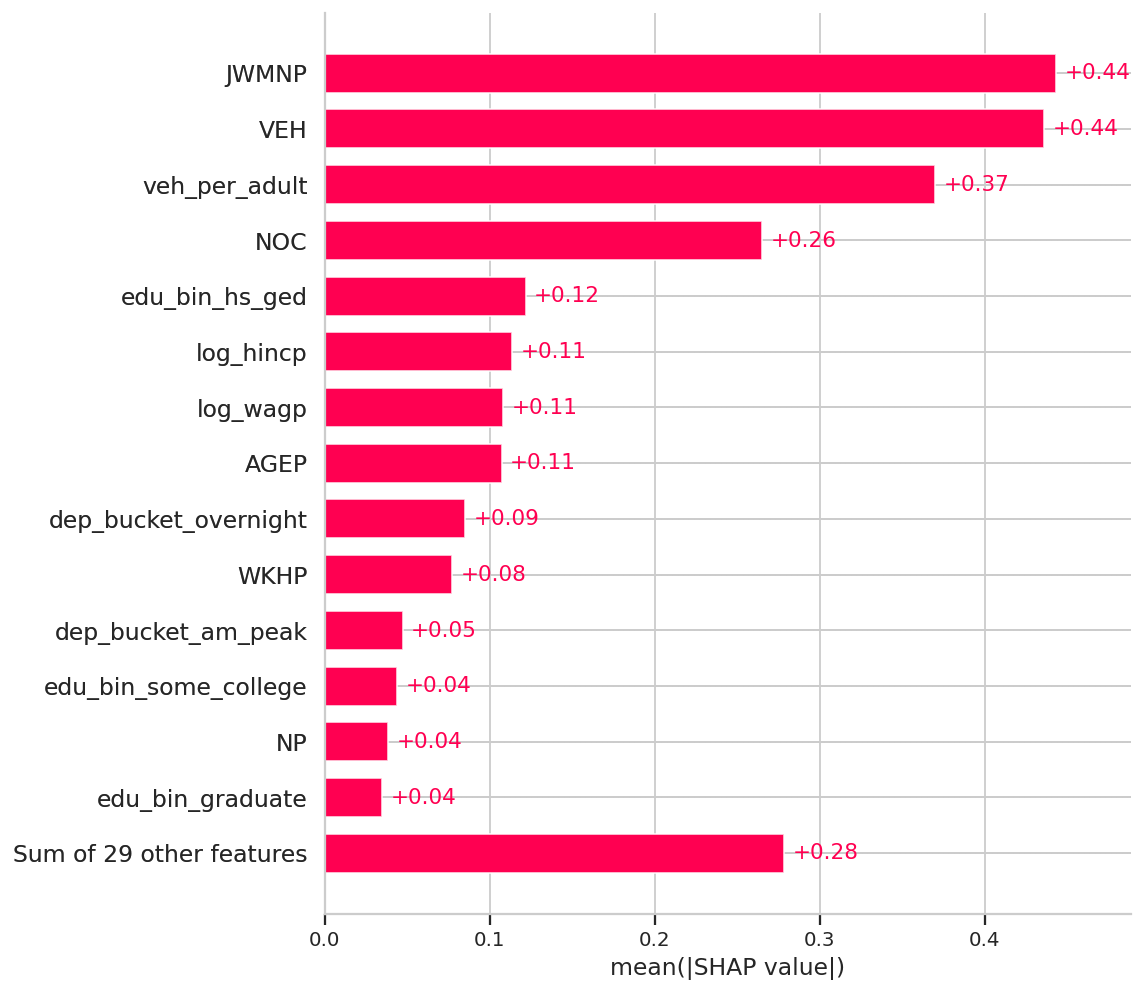 JWMNP +0.44
VEH +0.44
veh_per_adult +0.37
NOC +0.26
edu_bin_hs_ged +0.12
log_hincp +0.11
log_wagp +0.11
AGEP +0.11
dep_bucket_overnight +0.09
WKHP +0.08
dep_bucket_am_peak +0.05
edu_bin_some_college +0.04
NP +0.04
edu_bin_graduate +0.04
Sum of 29 other features +0.28
0.0 0.1 0.2 0.3 0.4
mean(|SHAP value|)